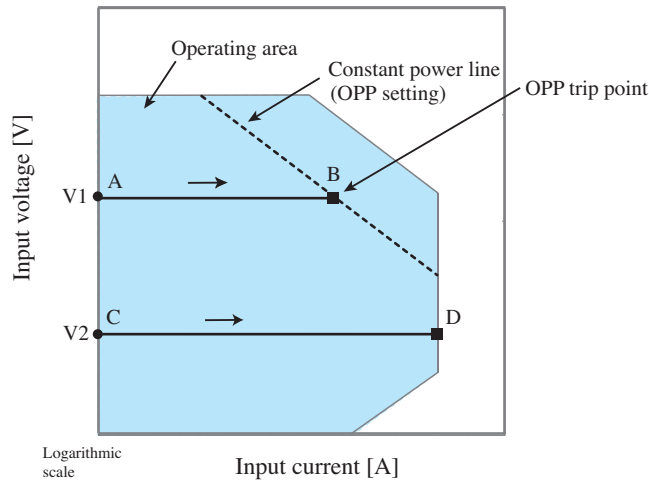 Operating area
Constant power line
(OPP setting)
OPP trip point
Input voltage [V]
V1
A
B
V2
C
D
Logarithmic
scale
Input current [A]